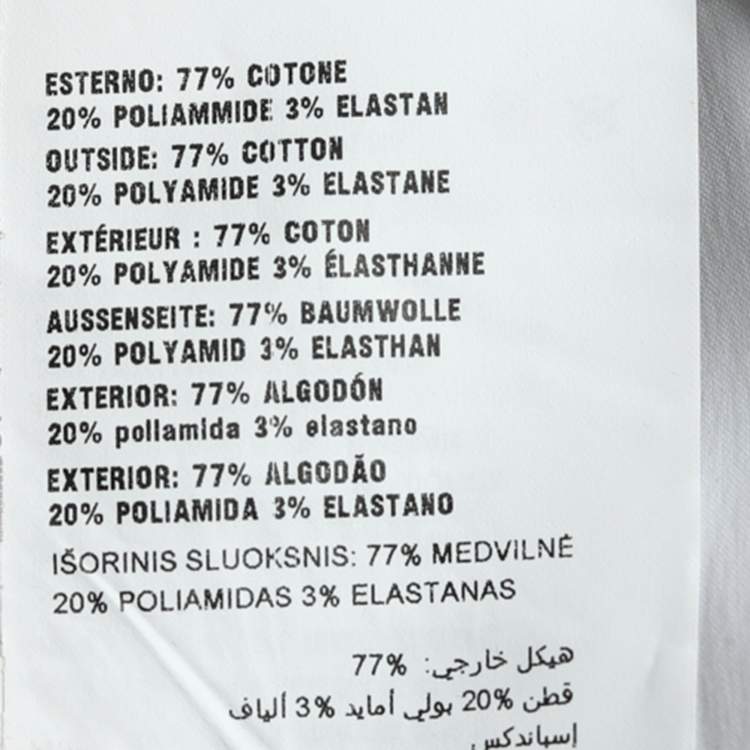 ESTERNO: 77% COTONE
20% POLIAMMIDE 3% ELASTAN
OUTSIDE: 77% COTTON
20% POLYAMIDE 3% ELASTANE
EXTÉRIEUR : 77% COTON
20% POLYAMIDE 3% ÉLASTHANNE
AUSSENSEITE: 77% BAUMWOLLE
20% POLYAMID 3% ELASTHAN
EXTERIOR: 77% ALGODÓN
20% poliamida 3% elastano
EXTERIOR: 77% ALGODÃO
20% POLIAMIDA 3% ELASTANO
IŠORINIS SLUOKSNIS: 77% MEDVILNĖ
20% POLIAMIDAS 3% ELASTANAS
هيكل خارجي: 77%
قطن 20% بولي أمايد 3% ألياف
إسباندكس